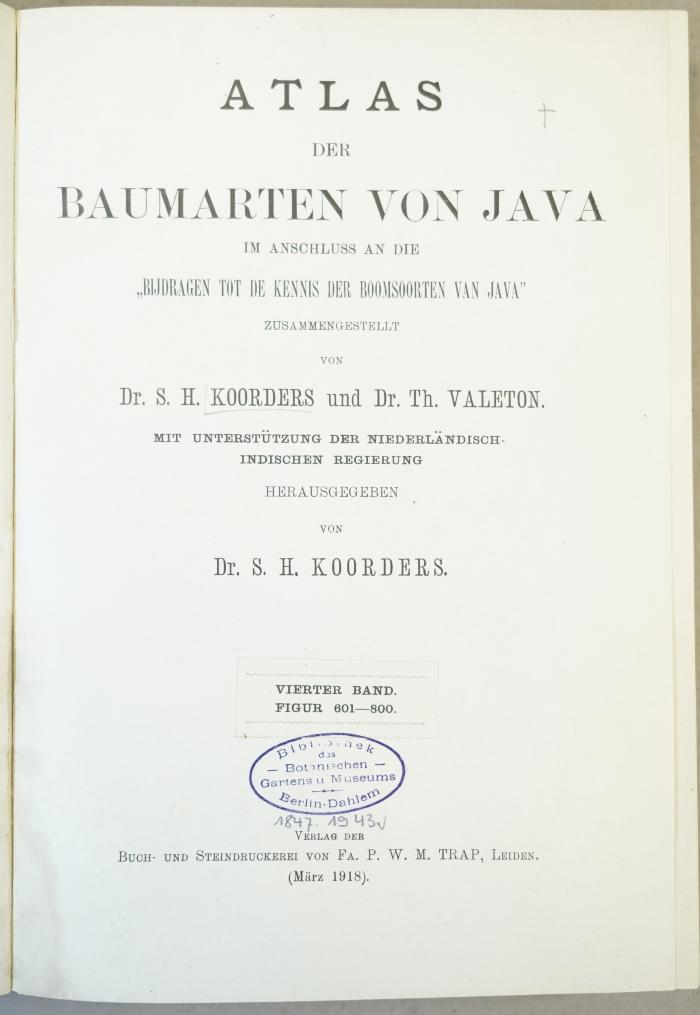 ATLAS
DER
BAUMARTEN VON JAVA
IM ANSCHLUSS AN DIE
„BIJDRAGEN TOT DE KENNIS DER BOOMSOORTEN VAN JAVA"
ZUSAMMENGESTELLT
VON
Dr. S. H. KOORDERS und Dr. Th. VALETON.
MIT UNTERSTÜTZUNG DER NIEDERLÄNDISCH-
INDISCHEN REGIERUNG
HERAUSGEGEBEN
VON
Dr. S. H. KOORDERS.
VIERTER BAND.
FIGUR 601—800.
Bibliothek
des
— Botanischen —
Gartens u. Museums
Berlin-Dahlem
1847. 1943
VERLAG DER
BUCH- UND STEINDRUCKEREI VON FA. P. W. M. TRAP, LEIDEN.
(März 1918).